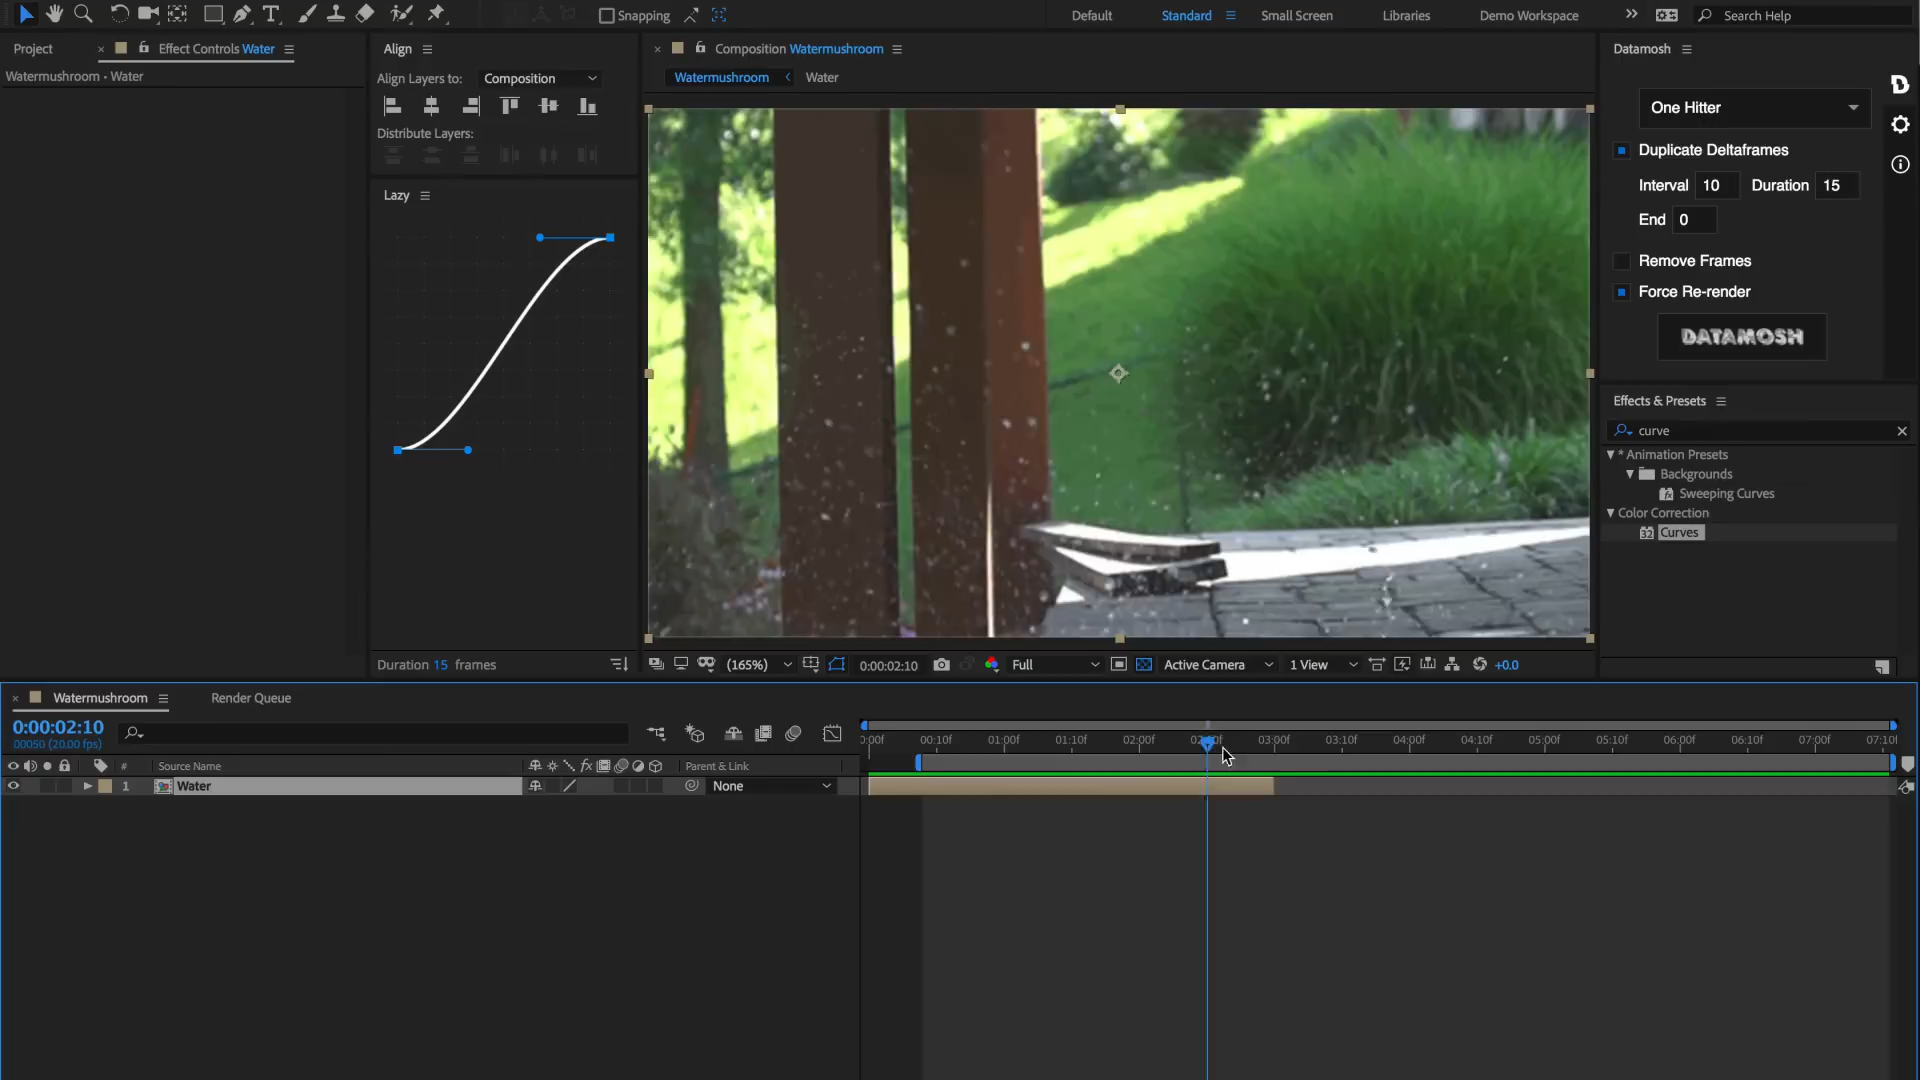 Snapping
Default
Standard
Small Screen
Libraries
Demo Workspace
Search Help
Project
Effect Controls Water
Watermushroom • Water
Align
Align Layers to:
Composition
Distribute Layers:
Lazy
Duration 15 frames
Composition Watermushroom
Watermushroom
Water
(165%)
0:00:02:10
Full
Active Camera
1 View
+0.0
Datamosh
One Hitter
Duplicate Deltaframes
Interval 10 Duration 15
End 0
Remove Frames
Force Re-render
DATAMOSH
Effects & Presets
curve
* Animation Presets
Backgrounds
Sweeping Curves
Color Correction
32 Curves
Watermushroom
Render Queue
0:00:02:10
00050 (20.00 fps)
# Source Name
fx
Parent & Link
1 Water
None
00:10f 01:00f 01:10f 02:00f 03:00f 03:10f 04:00f 04:10f 05:00f 05:10f 06:00f 06:10f 07:00f